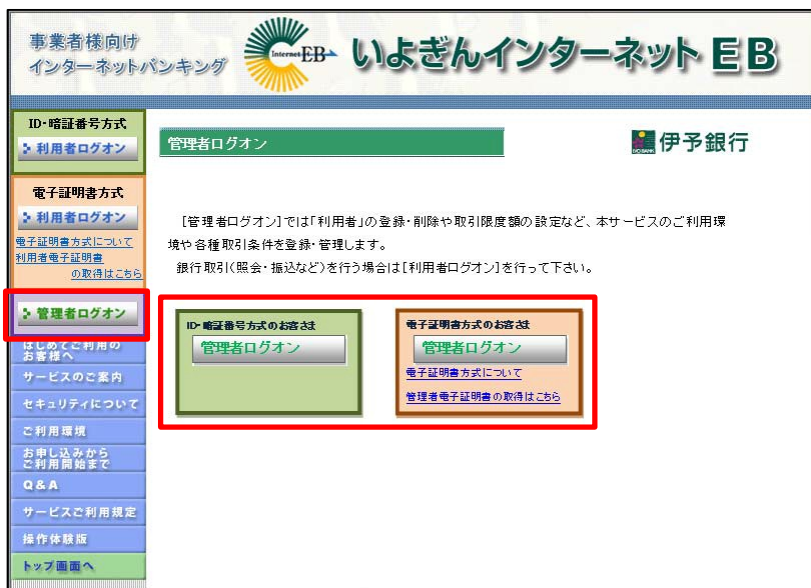 事業者様向け
インターネットバンキング
Internet EB
いよぎんインターネットEB
ID・暗証番号方式
利用者ログオン
電子証明書方式
利用者ログオン
電子証明書方式について
利用者電子証明書
の取得はこちら
管理者ログオン
はじめてご利用の
お客様へ
サービスのご案内
セキュリティについて
ご利用環境
お申し込みから
ご利用開始まで
Q&A
サービスご利用規定
操作体験版
トップ画面へ
管理者ログオン
伊予銀行
[管理者ログオン]では「利用者」の登録・削除や取引限度額の設定など、本サービスのご利用環
境や各種取引条件を登録・管理します。
銀行取引(照会・振込など)を行う場合は[利用者ログオン]を行って下さい。
ID・暗証番号方式のお客さま
管理者ログオン
電子証明書方式のお客さま
管理者ログオン
電子証明書方式について
管理者電子証明書の取得はこちら